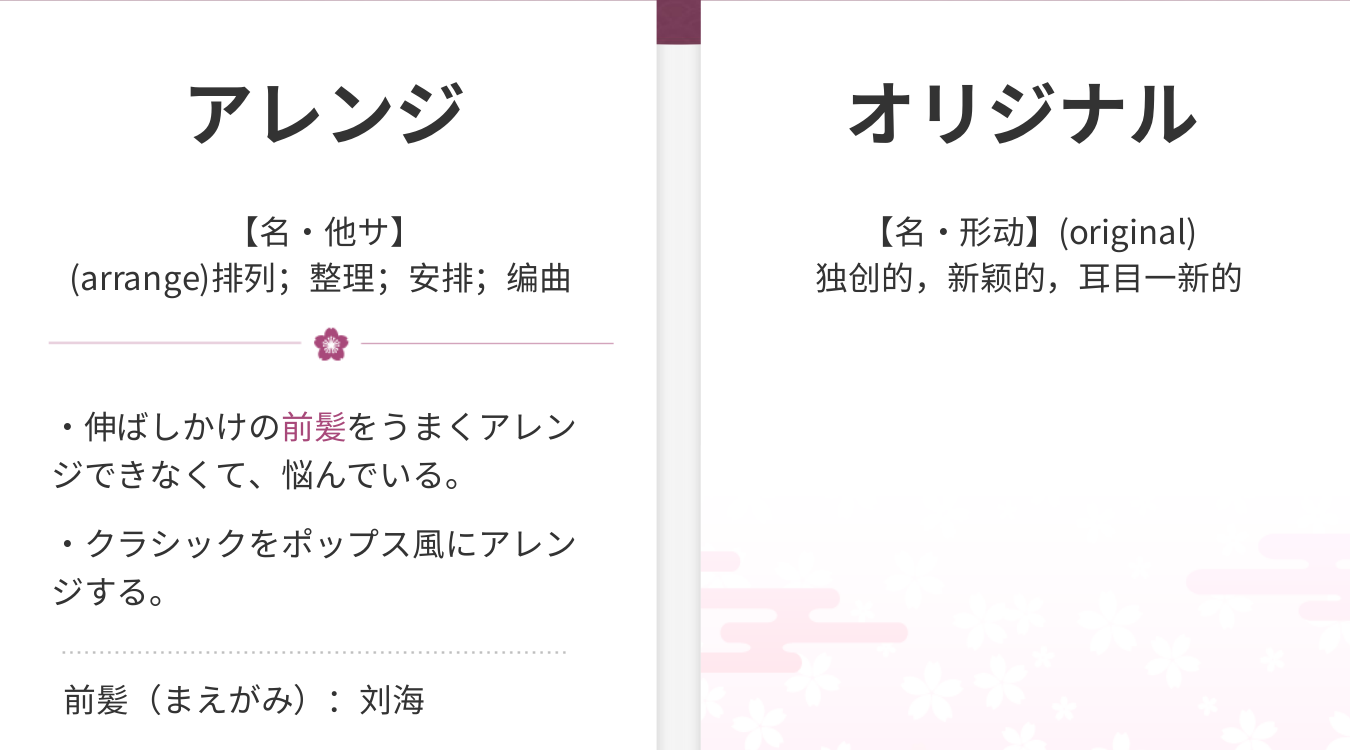 アレンジ
【名・他サ】
(arrange)排列；整理；安排；编曲
・伸ばしかけの前髪をうまくアレン
ジできなくて、悩んでいる。
・クラシックをポップス風にアレン
ジする。
前髪（まえがみ）：刘海
オリジナル
【名・形动】(original)
独创的，新颖的，耳目一新的